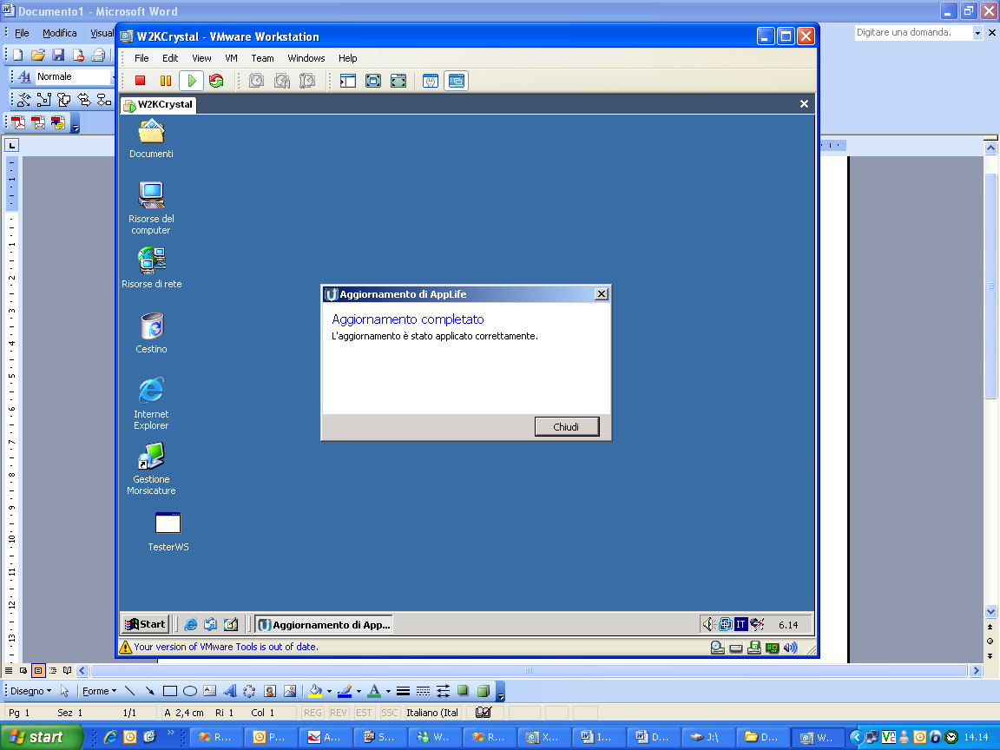 Documento1 - Microsoft Word
File Modifica Visual
Digitare una domanda.
Normale
W2KCrystal - VMware Workstation
File Edit View VM Team Windows Help
W2KCrystal
Documenti
Risorse del
computer
Risorse di rete
Cestino
Internet
Explorer
Gestione
Morsicature
TesterWS
Aggiornamento di AppLife
Aggiornamento completato
L'aggiornamento è stato applicato correttamente.
Chiudi
Start
Aggiornamento di App...
IT
6.14
Your version of VMware Tools is out of date.
Disegno Forme
Pg 1 Sez 1 1/1 A 2,4 cm Ri 1 Col 1 REG REV EST SSC Italiano (Ital
start R... P... A... S... W... R... X... I... D... J:\ D... W... 14.14